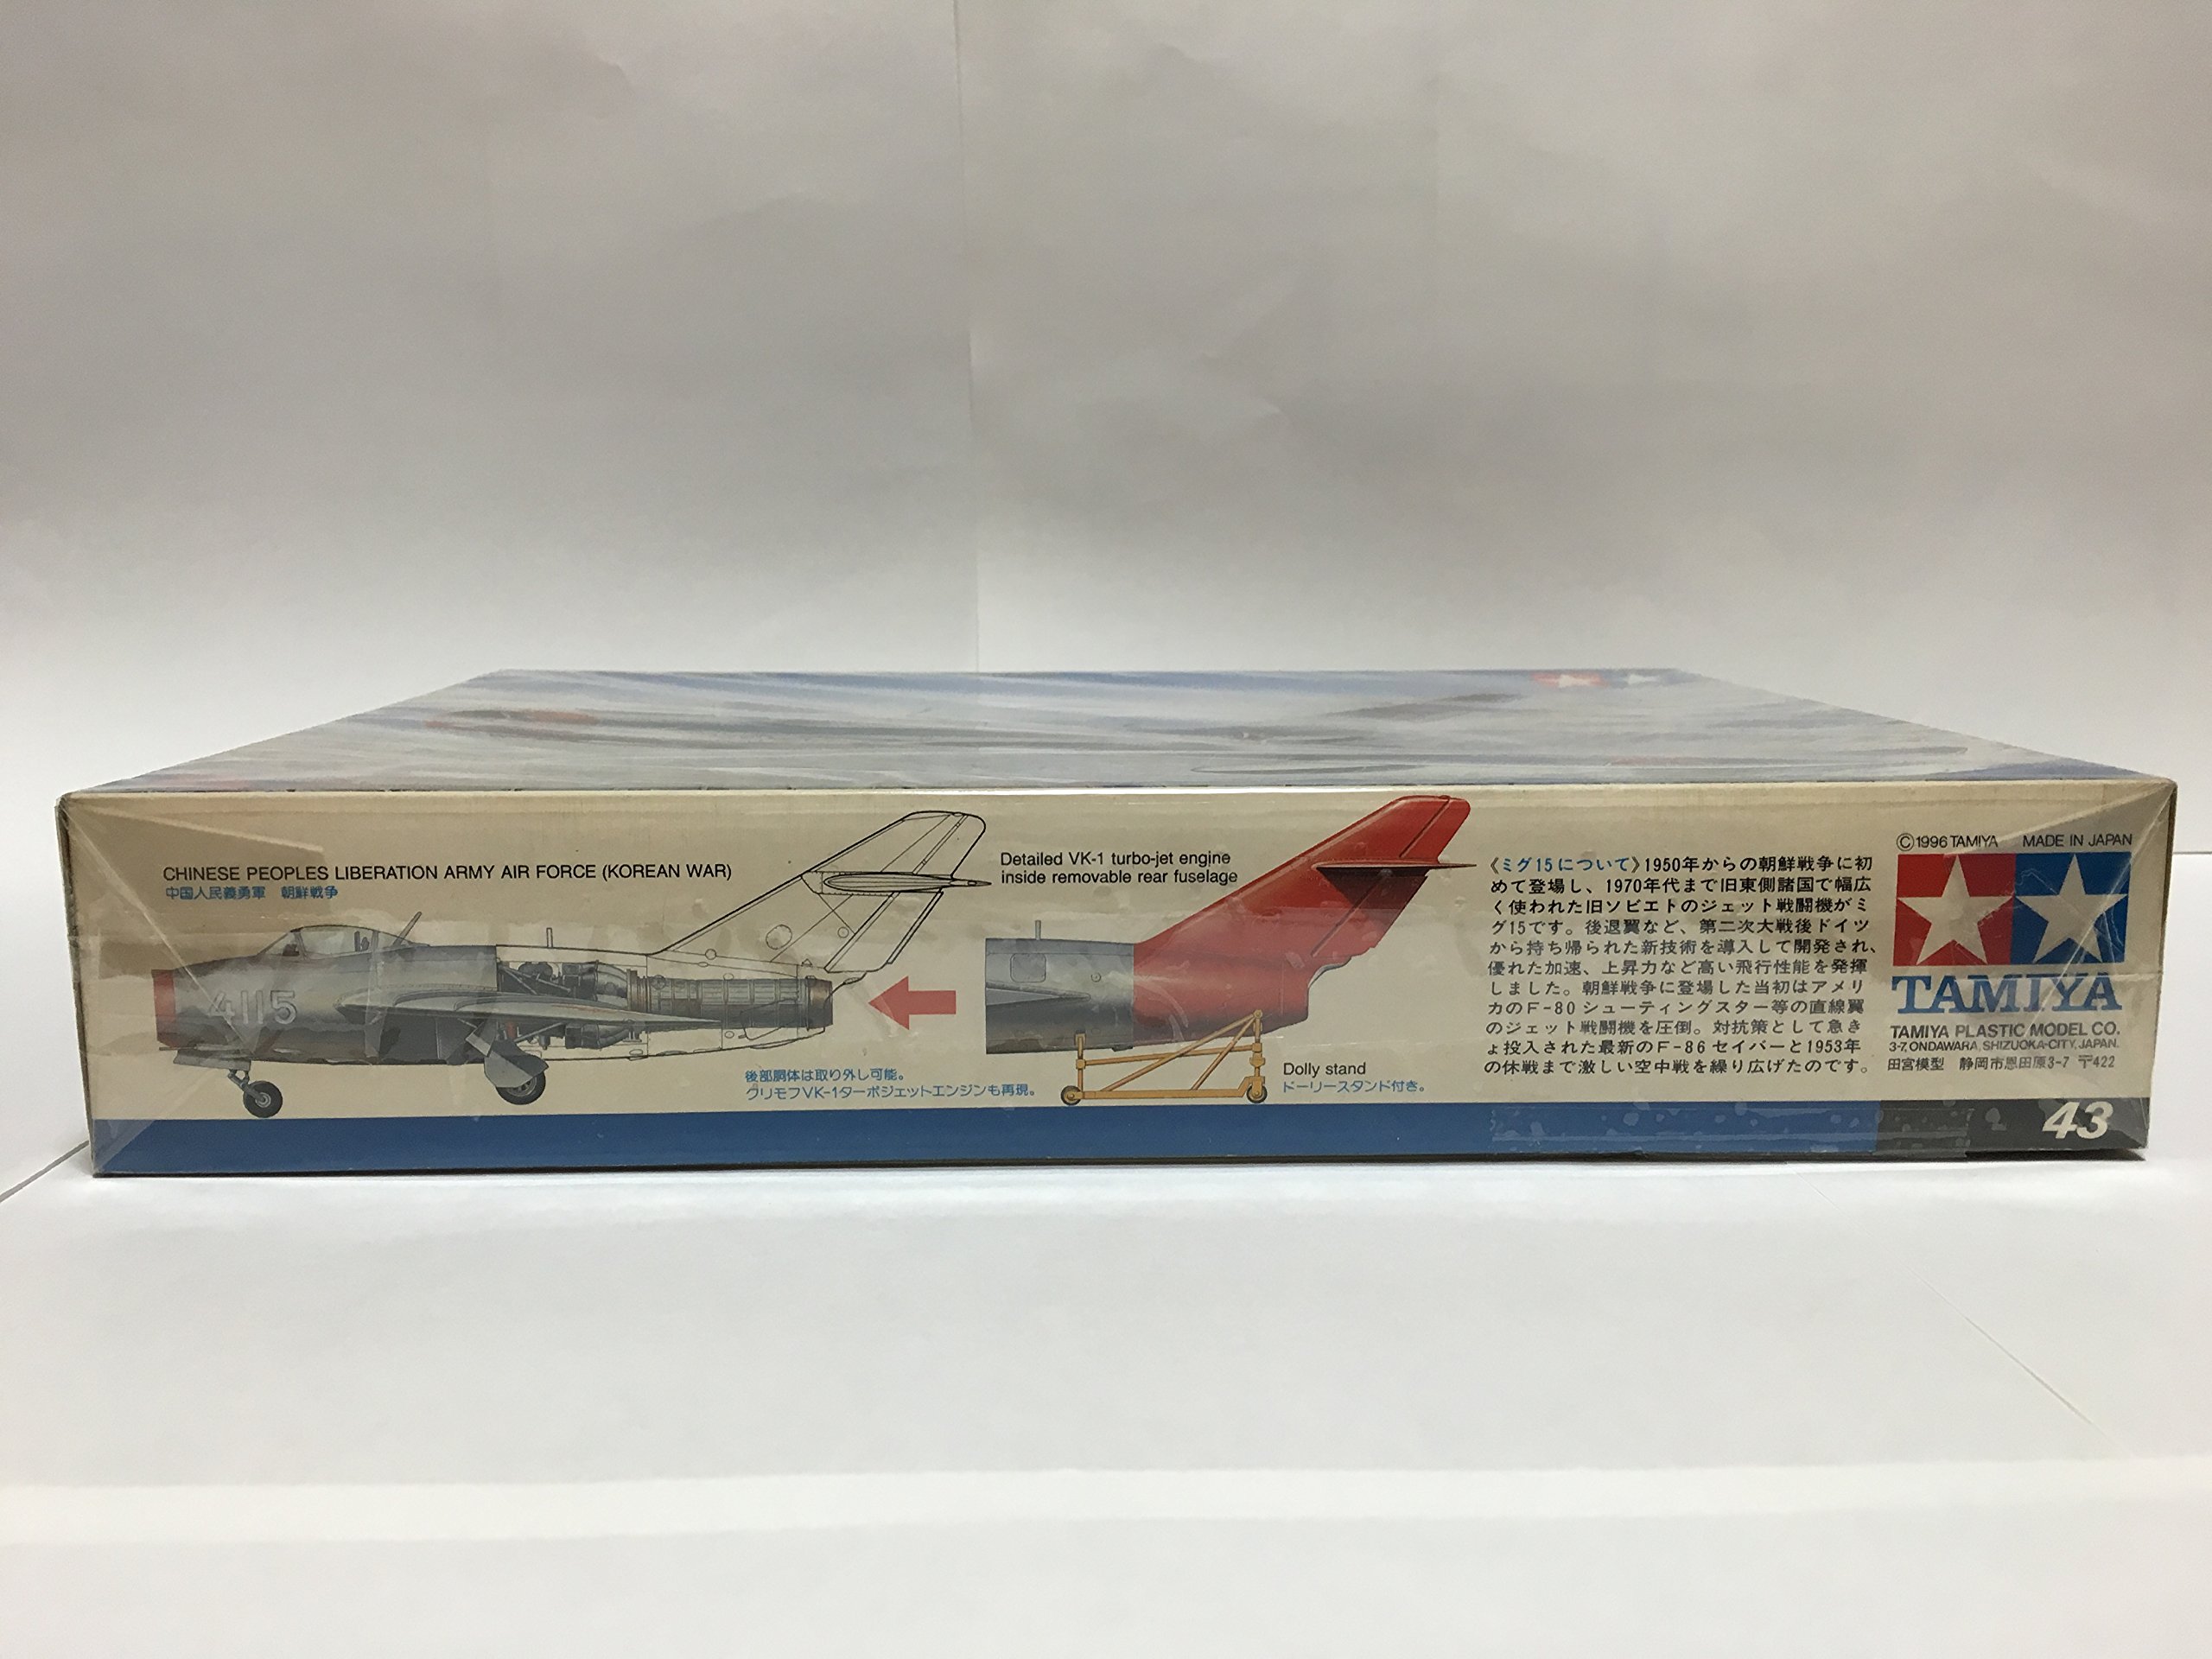 CHINESE PEOPLES LIBERATION ARMY AIR FORCE (KOREAN WAR)
中国人民義勇軍 朝鮮戦争
4115
後部胴体は取り外し可能。
クリモフVK-1ターボジェットエンジンも再現。
Detailed VK-1 turbo-jet engine
inside removable rear fuselage
Dolly stand
ドーリースタンド付き。
《ミグ15について》1950年からの朝鮮戦争に初
めて登場し、1970年代まで旧東側諸国で幅広
く使われた旧ソビエトのジェット戦闘機がミ
グ15です。後退翼など、第二次大戦後ドイツ
から持ち帰られた新技術を導入して開発され、
優れた加速、上昇力など高い飛行性能を発揮
しました。朝鮮戦争に登場した当初はアメリ
カのF-80シューティングスター等の直線翼
のジェット戦闘機を圧倒。対抗策として急き
ょ投入された最新のF-86セイバーと1953年
の休戦まで激しい空中戦を繰り広げたのです。
©1996 TAMIYA MADE IN JAPAN
TAMIYA
TAMIYA PLASTIC MODEL CO.
3-7, ONDAWARA, SHIZUOKA-CITY, JAPAN.
田宮模型 静岡市恩田原3-7 〒422
43